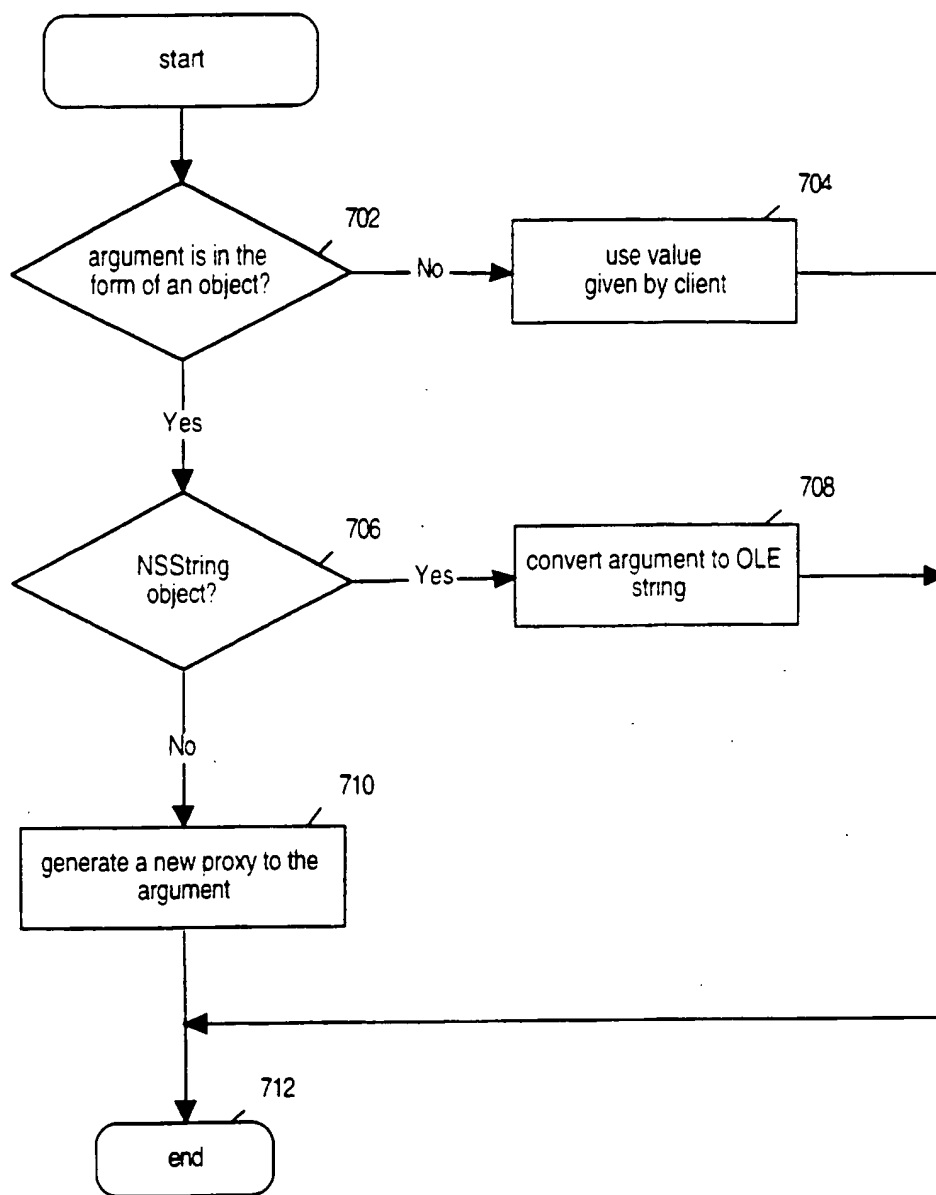 start
702
argument is in the
form of an object?
No
704
use value
given by client
Yes
706
NSString
object?
Yes
708
convert argument to OLE
string
No
710
generate a new proxy to the
argument
712
end